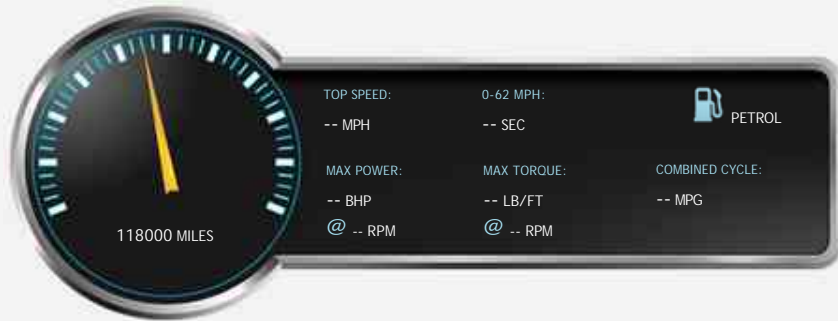 TOP SPEED:
-- MPH
0-62 MPH:
-- SEC
PETROL
MAX POWER:
-- BHP
@ -- RPM
MAX TORQUE:
-- LB/FT
@ -- RPM
COMBINED CYCLE:
-- MPG
118000 MILES